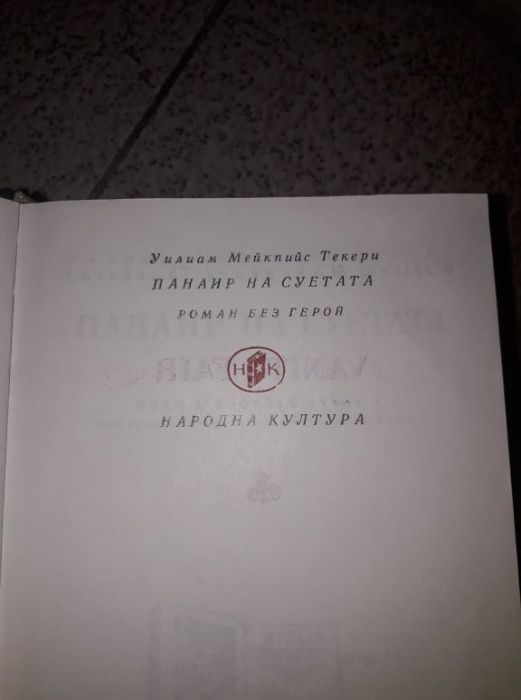 Уилиам Мейкпийс Текери
ПАНАИР НА СУЕТАТА
РОМАН БЕЗ ГЕРОЙ
НК
НАРОДНА КУЛТУРА